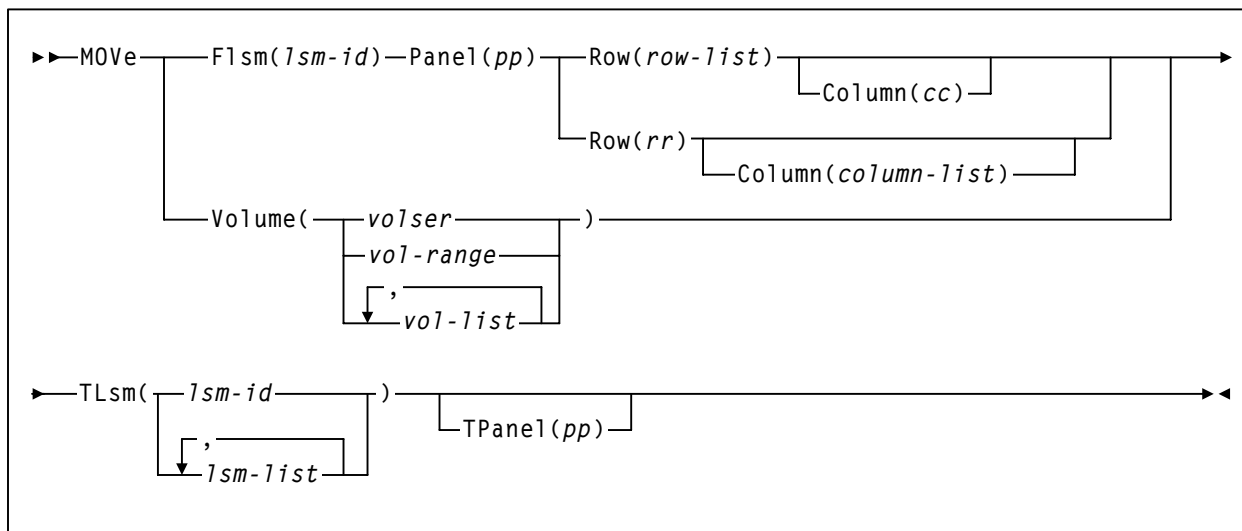 MOVe Flsm(lsm-id) Panel(pp) Row(row-list)
Column(cc)
Row(rr)
Column(column-list)
Volume( volser )
vol-range
,
vol-list
TLsm( lsm-id )
TPanel(pp)
,
lsm-list